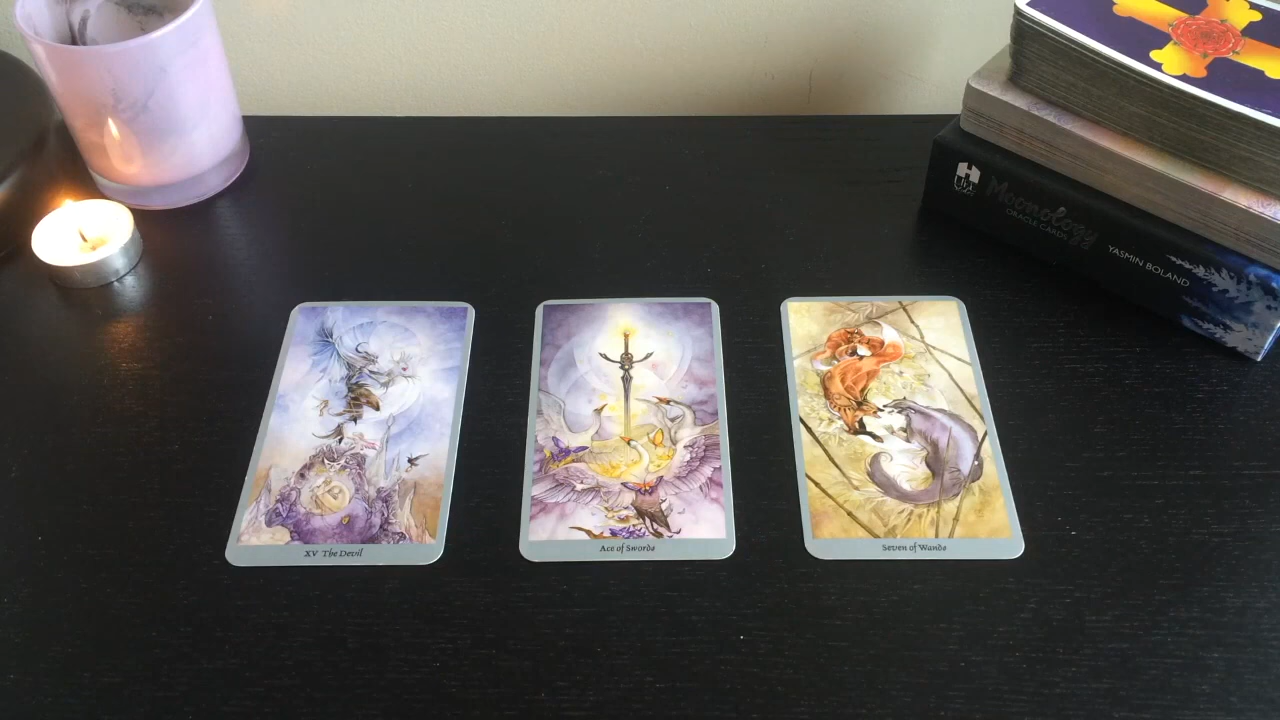 Moonology
ORACLE CARDS
YASMIN BOLAND
XV The Devil
Ace of Swords
Seven of Wands